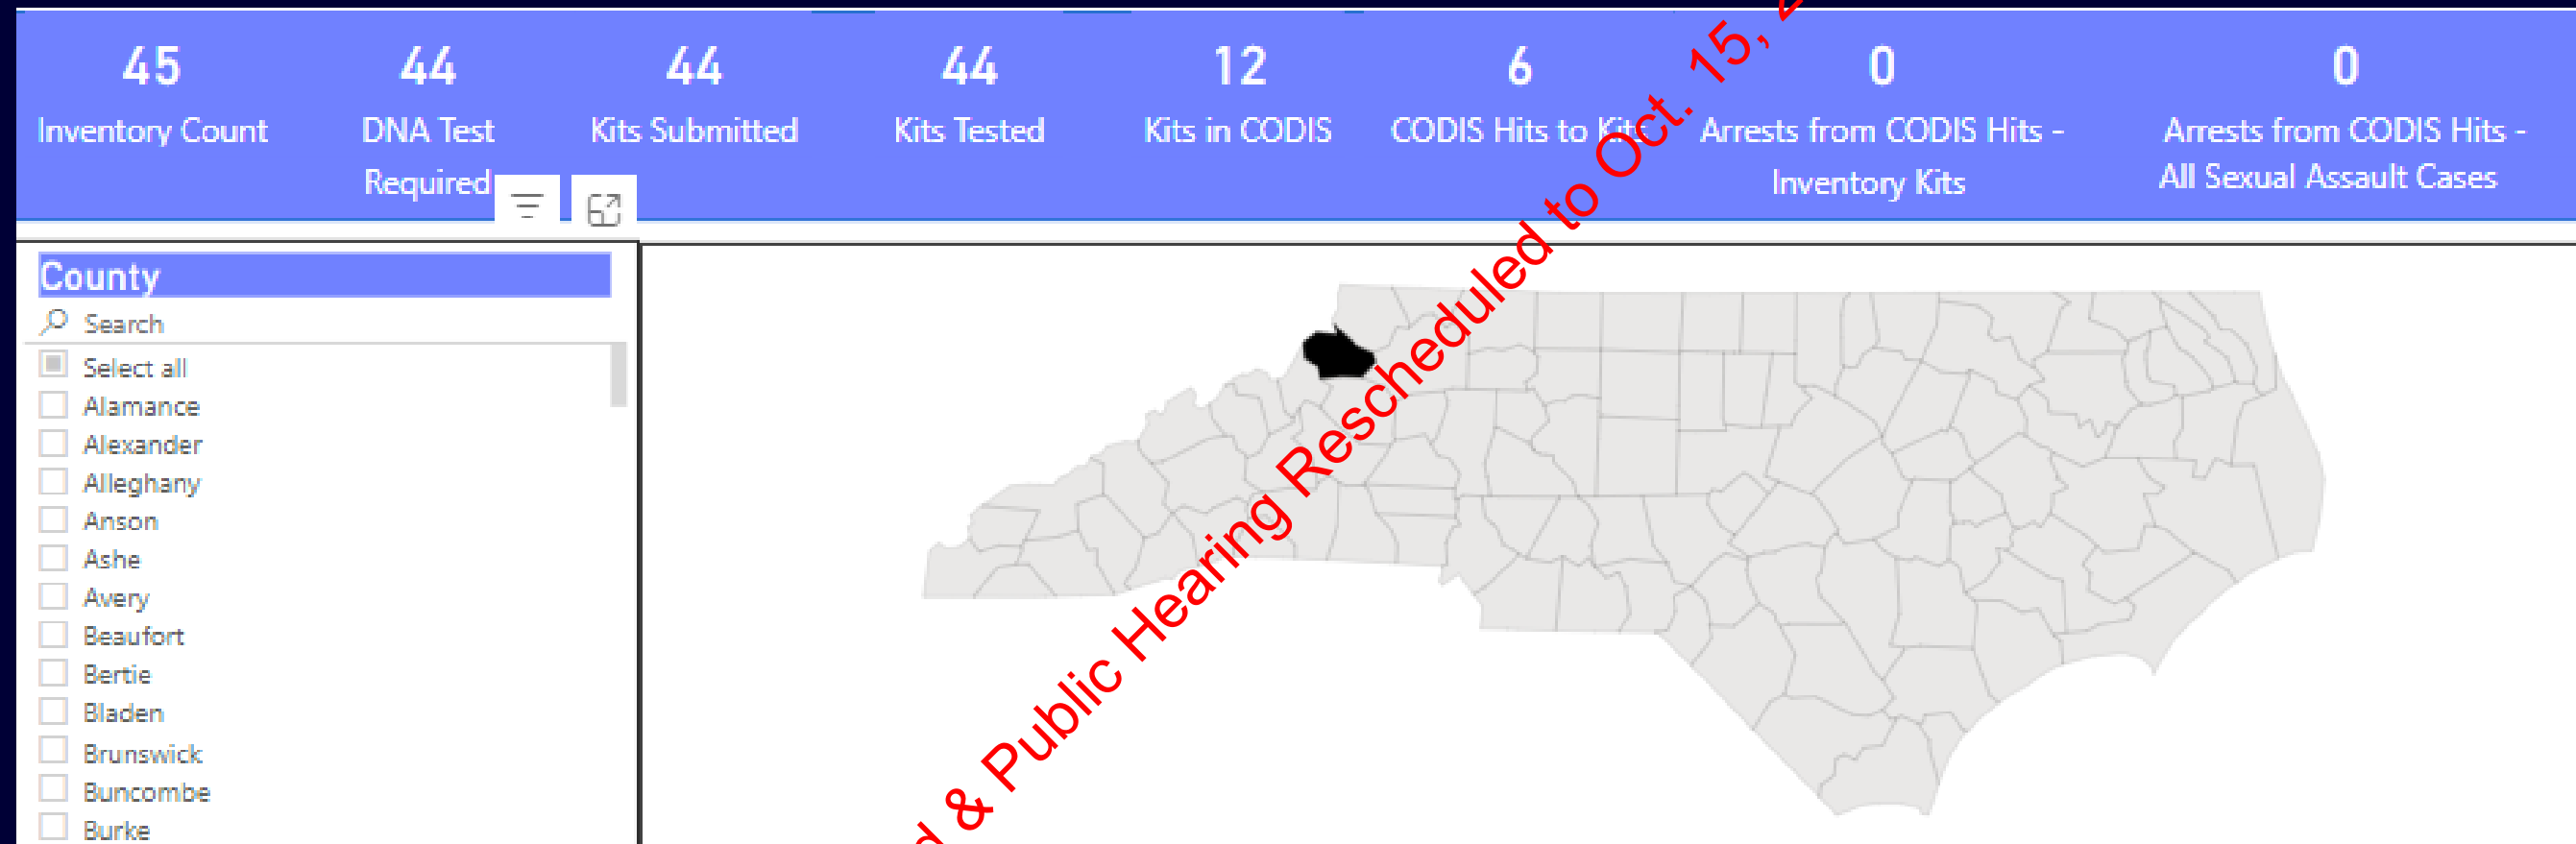 45
Inventory Count
44
DNA Test
Required
44
Kits Submitted
44
Kits Tested
12
Kits in CODIS
6
CODIS Hits to Kits
0
Arrests from CODIS Hits -
Inventory Kits
0
Arrests from CODIS Hits -
All Sexual Assault Cases
County
Search
Select all
Alamance
Alexander
Alleghany
Anson
Ashe
Avery
Beaufort
Bertie
Bladen
Brunswick
Buncombe
Burke
& Public Hearing Rescheduled to Oct. 15,